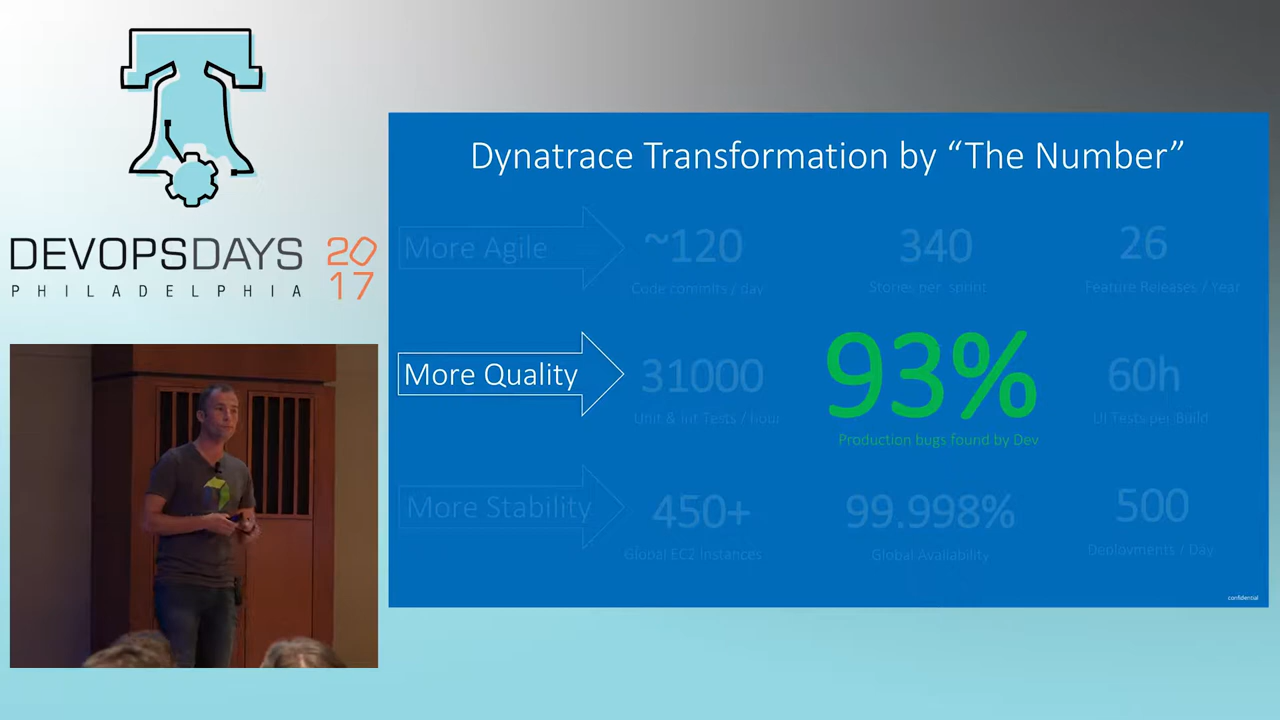 DEVOPSDAYS 2017
PHILADELPHIA
Dynatrace Transformation by “The Number”
More Agile
~120
Code commits / day
340
Stories per sprint
26
Feature Releases / Year
More Quality
31000
Unit & Int Tests / hour
93%
Production bugs found by Dev
60h
UI Tests per Build
More Stability
450+
Global EC2 Instances
99.998%
Global Availability
500
Deployments / Day
confidential